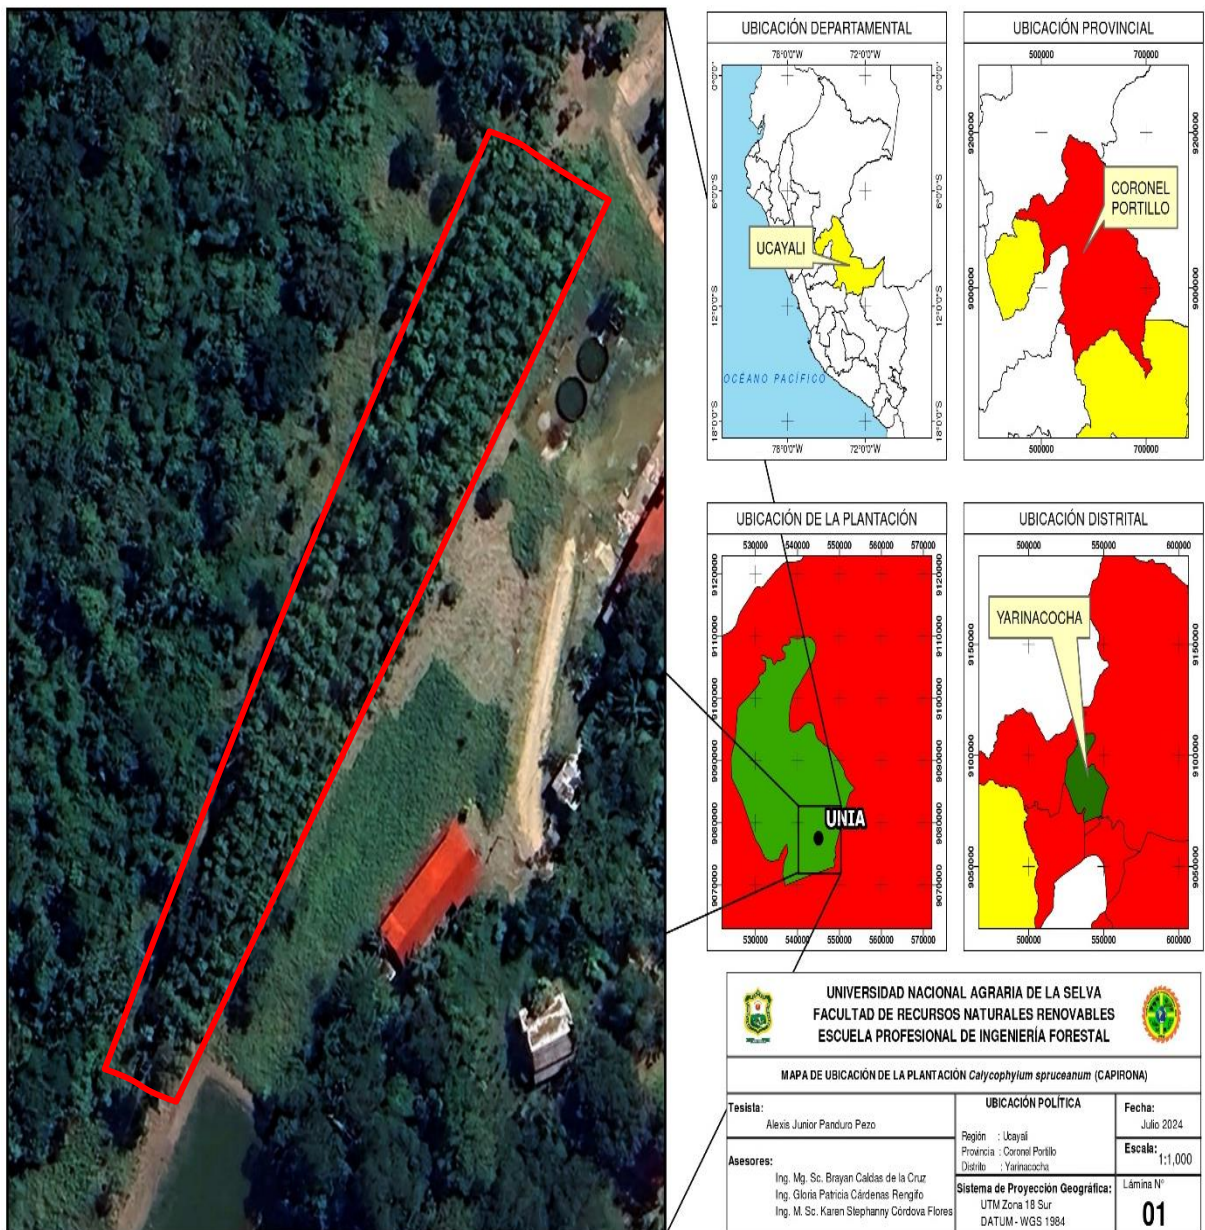 UBICACIÓN DEPARTAMENTAL
78°0'0"W 72°0'0"W
0°0'0"
6°0'0"S
12°0'0"S
18°0'0"S
0°0'0"
6°0'0"S
12°0'0"S
18°0'0"S
UCAYALI
OCÉANO PACÍFICO
78°0'0"W 72°0'0"W
UBICACIÓN PROVINCIAL
500000 700000
9200000
9000000
9200000
9000000
CORONEL
PORTILLO
500000 700000
UBICACIÓN DE LA PLANTACIÓN
530000 540000 550000 560000 570000
9120000
9110000
9100000
9090000
9080000
9070000
9120000
9110000
9100000
9090000
9080000
9070000
UNIA
530000 540000 550000 560000 570000
UBICACIÓN DISTRITAL
500000 550000 600000
9150000
9100000
9050000
9150000
9100000
9050000
YARINACOCHA
500000 550000 600000
UNIVERSIDAD NACIONAL AGRARIA DE LA SELVA
FACULTAD DE RECURSOS NATURALES RENOVABLES
ESCUELA PROFESIONAL DE INGENIERÍA FORESTAL
MAPA DE UBICACIÓN DE LA PLANTACIÓN Calycophylum spruceanum (CAPIRONA)
Tesista:
Alexis Junior Panduro Pezo
Asesores:
Ing. Mg. Sc. Brayan Caldas de la Cruz
Ing. Gloria Patricia Cárdenas Rengifo
Ing. M. Sc. Karen Stephanny Córdova Flores
UBICACIÓN POLÍTICA
Región : Ucayali
Provincia : Coronel Portillo
Distrito : Yarinacocha
Sistema de Proyección Geográfica:
UTM Zona 18 Sur
DATUM - WGS 1984
Fecha:
Julio 2024
Escala:
1:1,000
Lámina N°
01